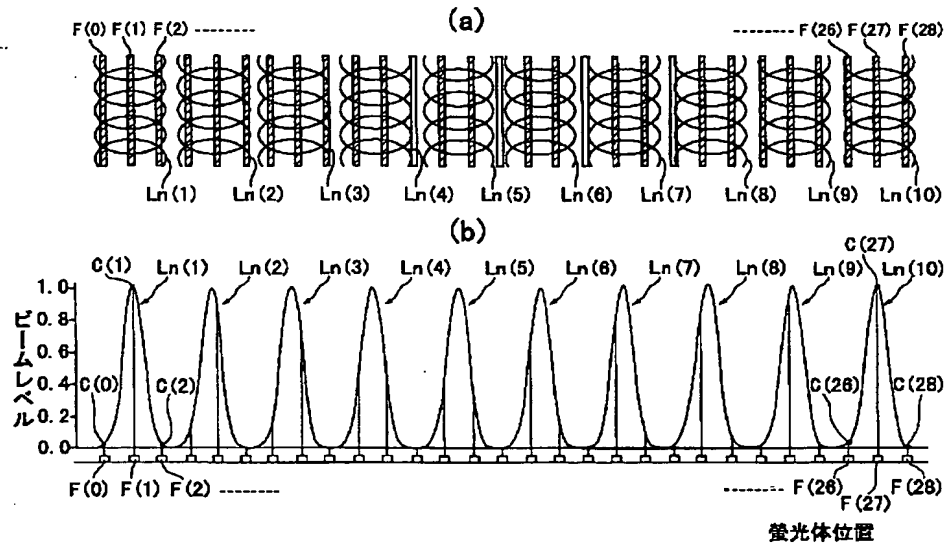 (a)
F(0) F(1) F(2) --------
-------- F(26) F(27) F(28)
Ln(1) Ln(2) Ln(3) Ln(4) Ln(5) Ln(6) Ln(7) Ln(8) Ln(9) Ln(10)
(b)
C(27)
C(1) Ln(1) Ln(2) Ln(3) Ln(4) Ln(5) Ln(6) Ln(7) Ln(8) Ln(9) Ln(10)
ビームレベル
1.0
0.8
0.6
0.4
0.2
0.0
C(0) C(2) C(26) C(28)
F(0) F(1) F(2) --------
-------- F(26) F(27) F(28)
螢光体位置